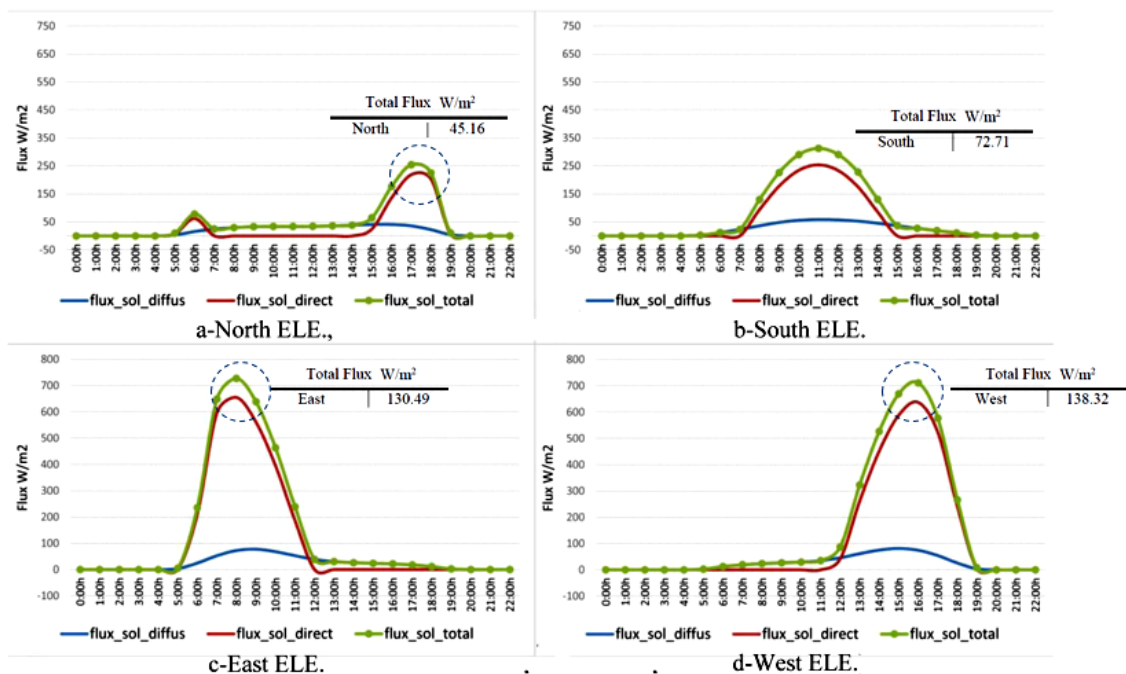 750
650
550
450
350
250
150
50
-50
Flux W/m2
Total Flux W/m²
North 45.16
0:00h 1:00h 2:00h 3:00h 4:00h 5:00h 6:00h 7:00h 8:00h 9:00h 10:00h 11:00h 12:00h 13:00h 14:00h 15:00h 16:00h 17:00h 18:00h 19:00h 20:00h 21:00h 22:00h
flux_sol_diffus flux_sol_direct flux_sol_total
a-North ELE.,
750
650
550
450
350
250
150
50
-50
Flux W/m2
Total Flux W/m²
South 72.71
0:00h 1:00h 2:00h 3:00h 4:00h 5:00h 6:00h 7:00h 8:00h 9:00h 10:00h 11:00h 12:00h 13:00h 14:00h 15:00h 16:00h 17:00h 18:00h 19:00h 20:00h 21:00h 22:00h
flux_sol_diffus flux_sol_direct flux_sol_total
b-South ELE.
800
700
600
500
400
300
200
100
0
-100
Flux W/m2
Total Flux W/m²
East 130.49
0:00h 1:00h 2:00h 3:00h 4:00h 5:00h 6:00h 7:00h 8:00h 9:00h 10:00h 11:00h 12:00h 13:00h 14:00h 15:00h 16:00h 17:00h 18:00h 19:00h 20:00h 21:00h 22:00h
flux_sol_diffus flux_sol_direct flux_sol_total
c-East ELE.
800
700
600
500
400
300
200
100
0
-100
Flux W/m2
Total Flux W/m²
West 138.32
0:00h 1:00h 2:00h 3:00h 4:00h 5:00h 6:00h 7:00h 8:00h 9:00h 10:00h 11:00h 12:00h 13:00h 14:00h 15:00h 16:00h 17:00h 18:00h 19:00h 20:00h 21:00h 22:00h
flux_sol_diffus flux_sol_direct flux_sol_total
d-West ELE.